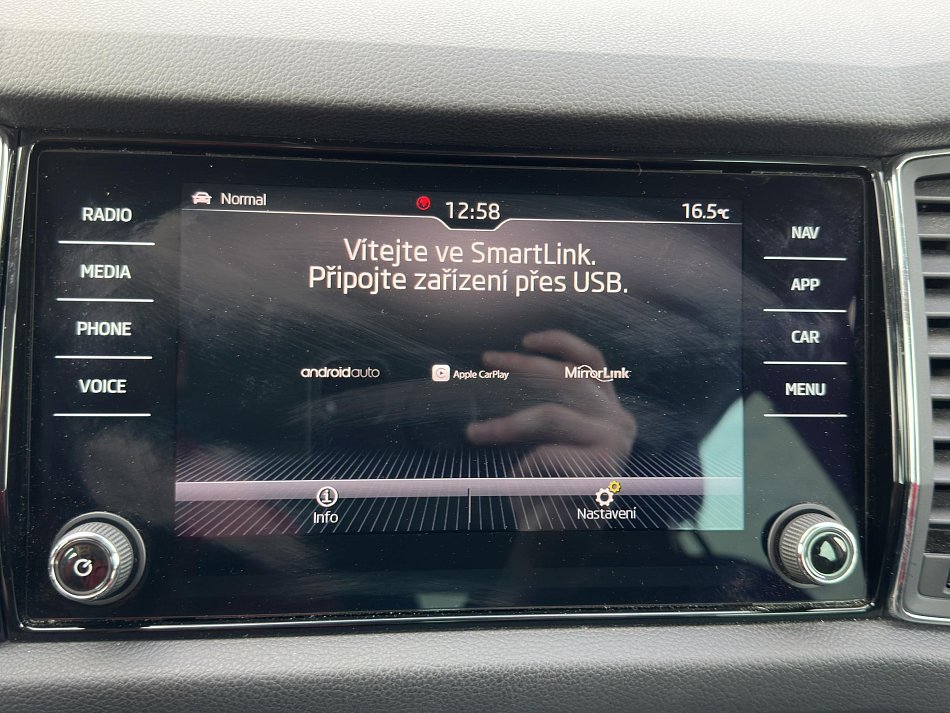 Normal
12:58
16.5°C
RADIO
MEDIA
PHONE
VOICE
Vítejte ve SmartLink.
Připojte zařízení přes USB.
androidauto
Apple CarPlay
MirrorLink
Info
Nastavení
NAV
APP
CAR
MENU